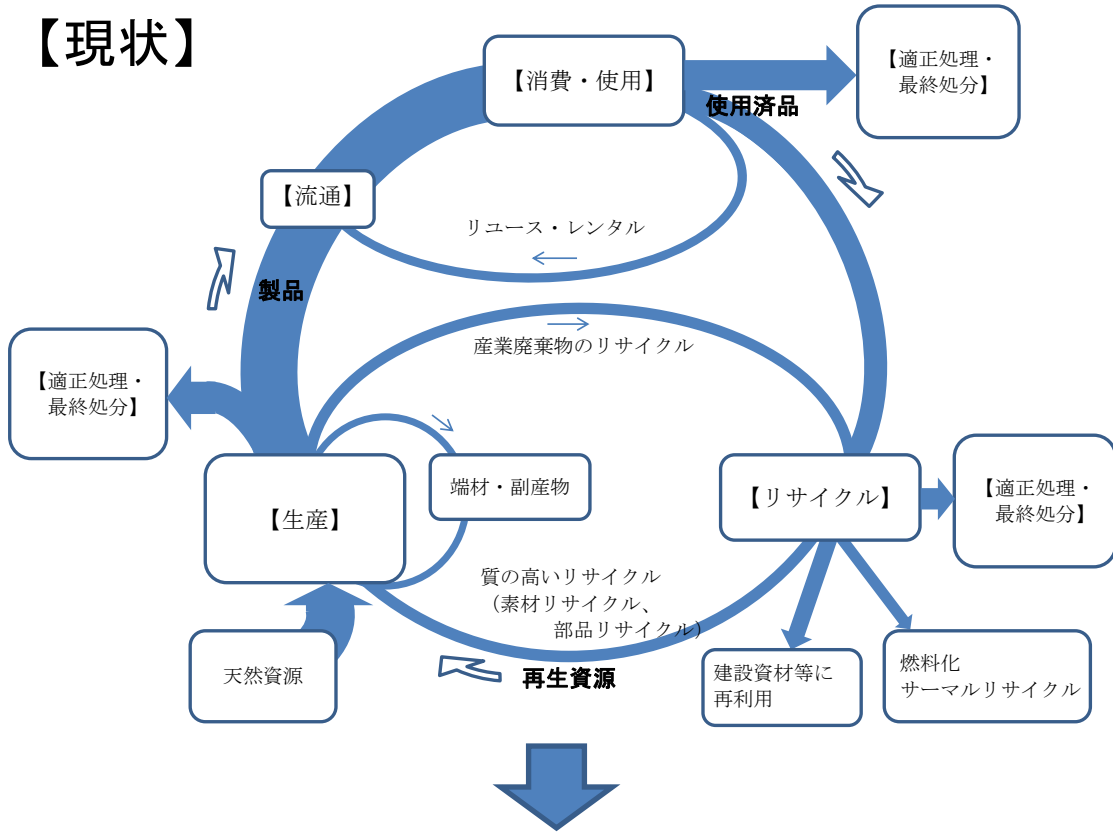 【現状】
【消費・使用】
【適正処理・
最終処分】
使用済品
【流通】
リユース・レンタル
製品
産業廃棄物のリサイクル
【適正処理・
最終処分】
端材・副産物
【生産】
【リサイクル】
【適正処理・
最終処分】
質の高いリサイクル
（素材リサイクル、
部品リサイクル）
天然資源
再生資源
建設資材等に
再利用
燃料化
サーマルリサイクル